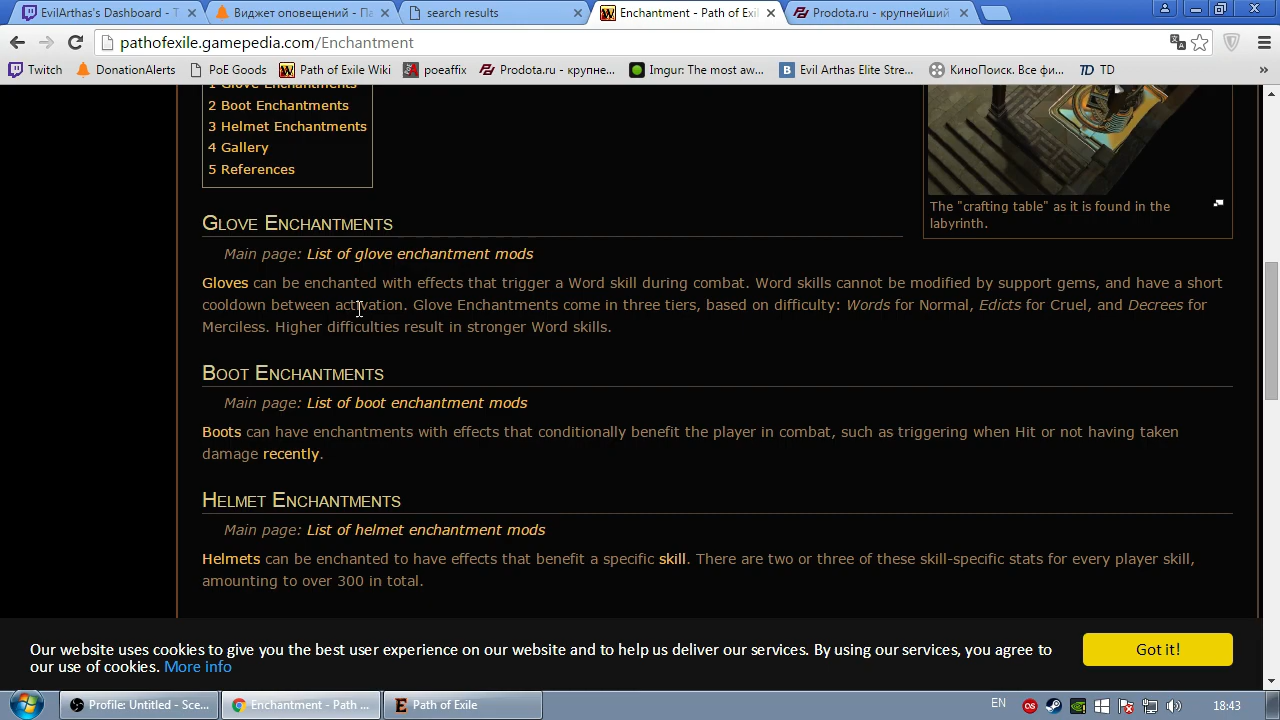 EvilArthas's Dashboard - T
Виджет оповещений - Па
search results
Enchantment - Path of Exil
Prodota.ru - крупнейший
pathofexile.gamepedia.com/Enchantment
Twitch
DonationAlerts
PoE Goods
Path of Exile Wiki
poeaffix
Prodota.ru - крупне...
Imgur: The most aw...
Evil Arthas Elite Stre...
КиноПоиск. Все фи...
TD
»
1 Glove Enchantments
2 Boot Enchantments
3 Helmet Enchantments
4 Gallery
5 References
The "crafting table" as it is found in the
labyrinth.
Glove Enchantments
Main page: List of glove enchantment mods
Gloves can be enchanted with effects that trigger a Word skill during combat. Word skills cannot be modified by support gems, and have a short
cooldown between activation. Glove Enchantments come in three tiers, based on difficulty: Words for Normal, Edicts for Cruel, and Decrees for
Merciless. Higher difficulties result in stronger Word skills.
Boot Enchantments
Main page: List of boot enchantment mods
Boots can have enchantments with effects that conditionally benefit the player in combat, such as triggering when Hit or not having taken
damage recently.
Helmet Enchantments
Main page: List of helmet enchantment mods
Helmets can be enchanted to have effects that benefit a specific skill. There are two or three of these skill-specific stats for every player skill,
amounting to over 300 in total.
Our website uses cookies to give you the best user experience on our website and to help us deliver our services. By using our services, you agree to
our use of cookies. More info
Got it!
Profile: Untitled - Sce...
Enchantment - Path ...
Path of Exile
EN
18:43